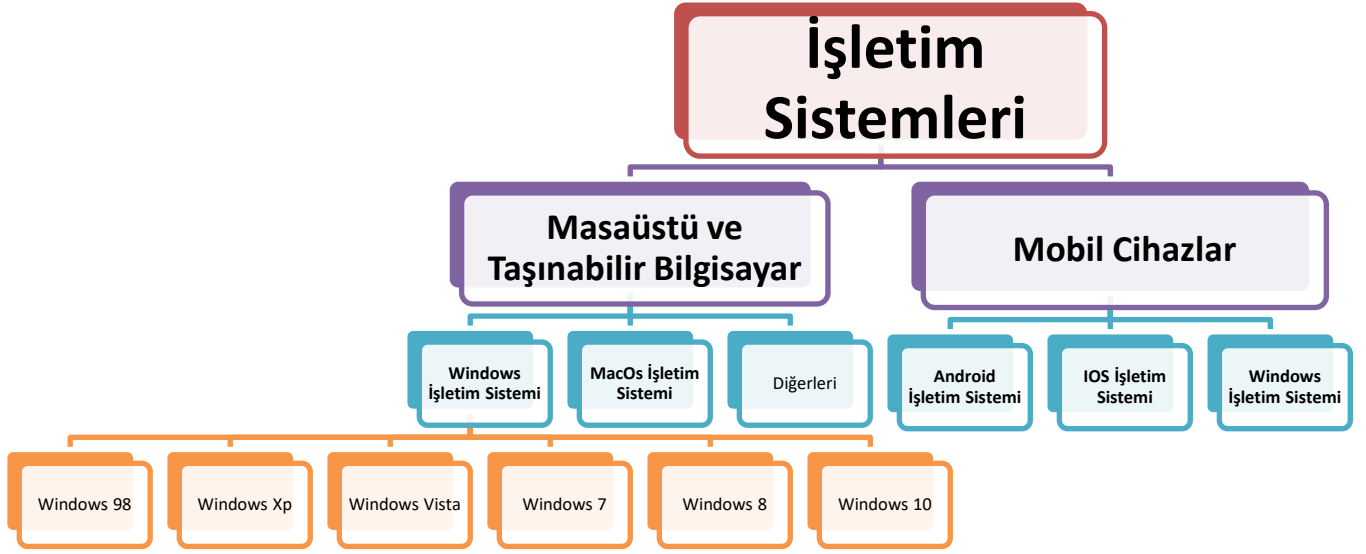 İşletim
Sistemleri
Masaüstü ve
Taşınabilir Bilgisayar
Mobil Cihazlar
Windows
İşletim Sistemi
MacOs İşletim
Sistemi
Diğerleri
Android
İşletim Sistemi
IOS İşletim
Sistemi
Windows
İşletim Sistemi
Windows 98
Windows Xp
Windows Vista
Windows 7
Windows 8
Windows 10